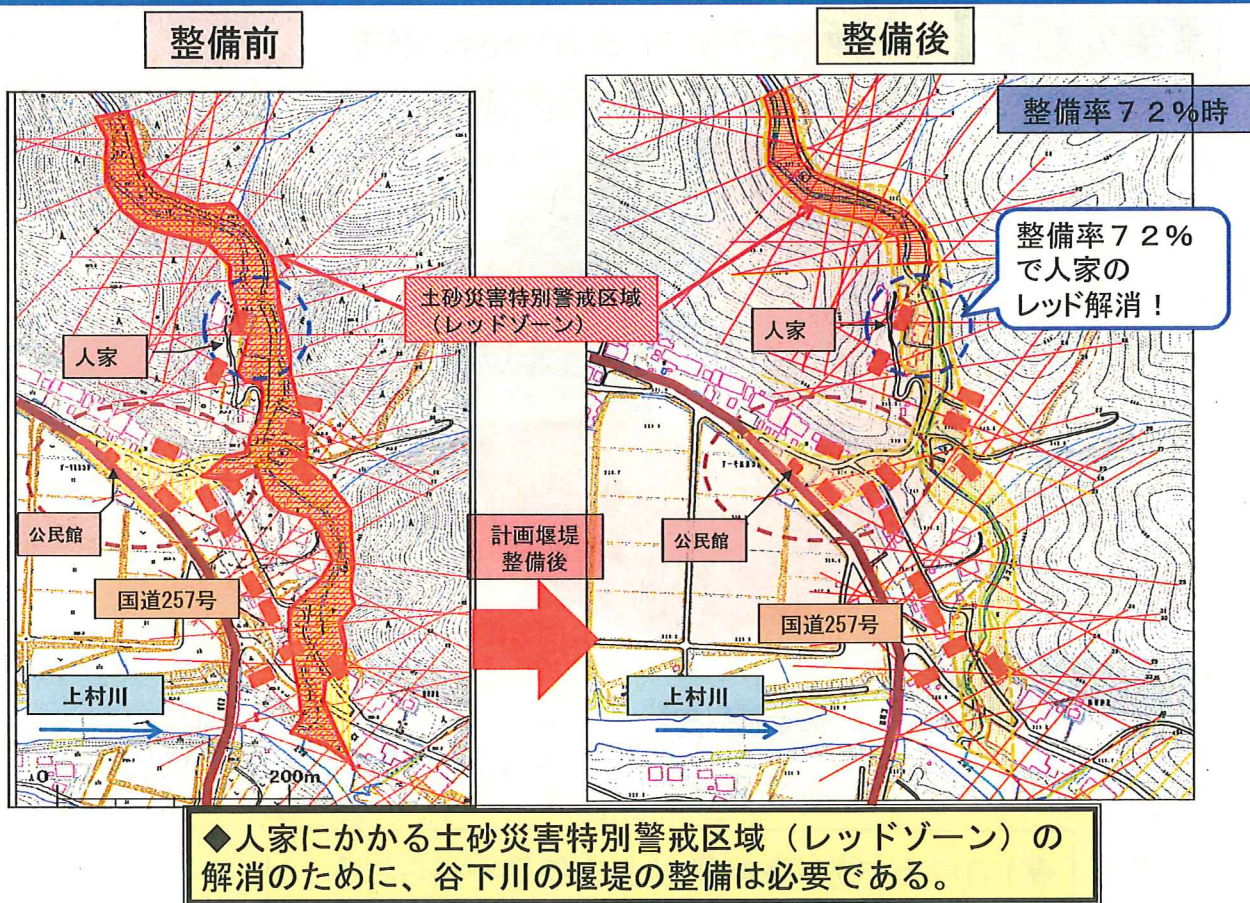 整備前
整備後
整備率７２％時
整備率７２％
で人家の
レッド解消！
土砂災害特別警戒区域
（レッドゾーン）
人家
人家
公民館
公民館
計画堰堤
整備後
国道257号
国道257号
上村川
上村川
0
200m
◆人家にかかる土砂災害特別警戒区域（レッドゾーン）の
解消のために、谷下川の堰堤の整備は必要である。